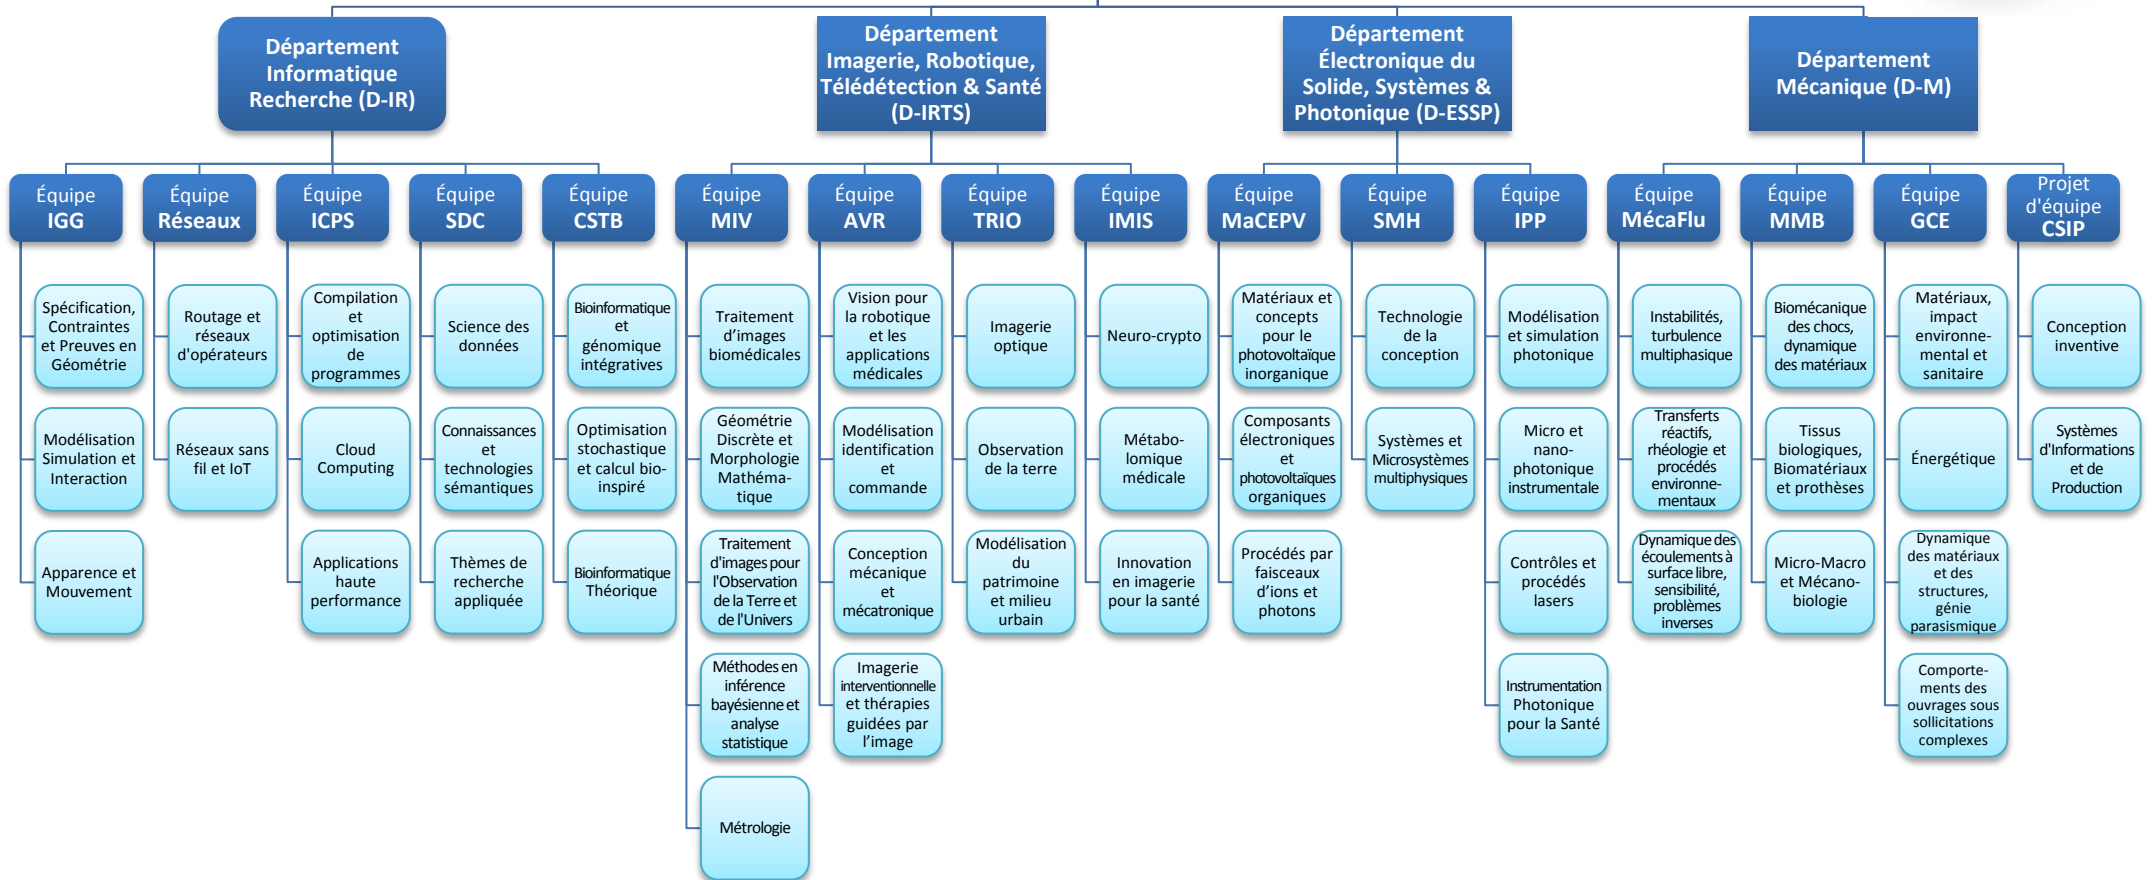 Département
Informatique
Recherche (D-IR)
Département
Imagerie, Robotique,
Télédétection & Santé
(D-IRTS)
Département
Électronique du
Solide, Systèmes &
Photonique (D-ESSP)
Département
Mécanique (D-M)
Équipe
IGG
Équipe
Réseaux
Équipe
ICPS
Équipe
SDC
Équipe
CSTB
Équipe
MIV
Équipe
AVR
Équipe
TRIO
Équipe
IMIS
Équipe
MaCEPV
Équipe
SMH
Équipe
IPP
Équipe
MécaFlu
Équipe
MMB
Équipe
GCE
Projet
d'équipe
CSIP
Spécification,
Contraintes
et Preuves en
Géométrie
Routage et
réseaux
d'opérateurs
Compilation
et
optimisation
de
programmes
Science des
données
Bioinformatique
et
génomique
intégratives
Traitement
d’images
biomédicales
Vision pour
la robotique
et les
applications
médicales
Imagerie
optique
Neuro-crypto
Matériaux et
concepts
pour le
photovoltaïque
inorganique
Technologie
de la
conception
Modélisation
et simulation
photonique
Instabilités,
turbulence
multiphasique
Biomécanique
des chocs,
dynamique
des matériaux
Matériaux,
impact
environne-
mental et
sanitaire
Conception
inventive
Modélisation
Simulation et
Interaction
Réseaux sans
fil et IoT
Cloud
Computing
Connaissances
et
technologies
sémantiques
Optimisation
stochastique
et calcul bio-
inspiré
Géométrie
Discrète et
Morphologie
Mathéma-
tique
Modélisation
identification
et
commande
Observation
de la terre
Métabo-
lomique
médicale
Composants
électroniques
et
photovoltaïques
organiques
Systèmes et
Microsystèmes
multiphysiques
Micro et
nano-
photonique
instrumentale
Transferts
réactifs,
rhéologie et
procédés
environne-
mentaux
Tissus
biologiques,
Biomatériaux
et prothèses
Énergétique
Systèmes
d'Informations
et de
Production
Apparence et
Mouvement
Applications
haute
performance
Thèmes de
recherche
appliquée
Bioinformatique
Théorique
Traitement
d'images pour
l'Observation
de la Terre et
de l'Univers
Conception
mécanique
et
mécatronique
Modélisation
du
patrimoine
et milieu
urbain
Innovation
en imagerie
pour la santé
Procédés par
faisceaux
d’ions et
photons
Contrôles et
procédés
lasers
Dynamique des
écoulements à
surface libre,
sensibilité,
problèmes
inverses
Micro-Macro
et Mécano-
biologie
Dynamique
des matériaux
et des
structures,
génie
parasismique
Méthodes en
inférence
bayésienne et
analyse
statistique
Imagerie
interventionnelle
et thérapies
guidées par
l’image
Instrumentation
Photonique
pour la Santé
Comporte-
ments des
ouvrages sous
sollicitations
complexes
Métrologie